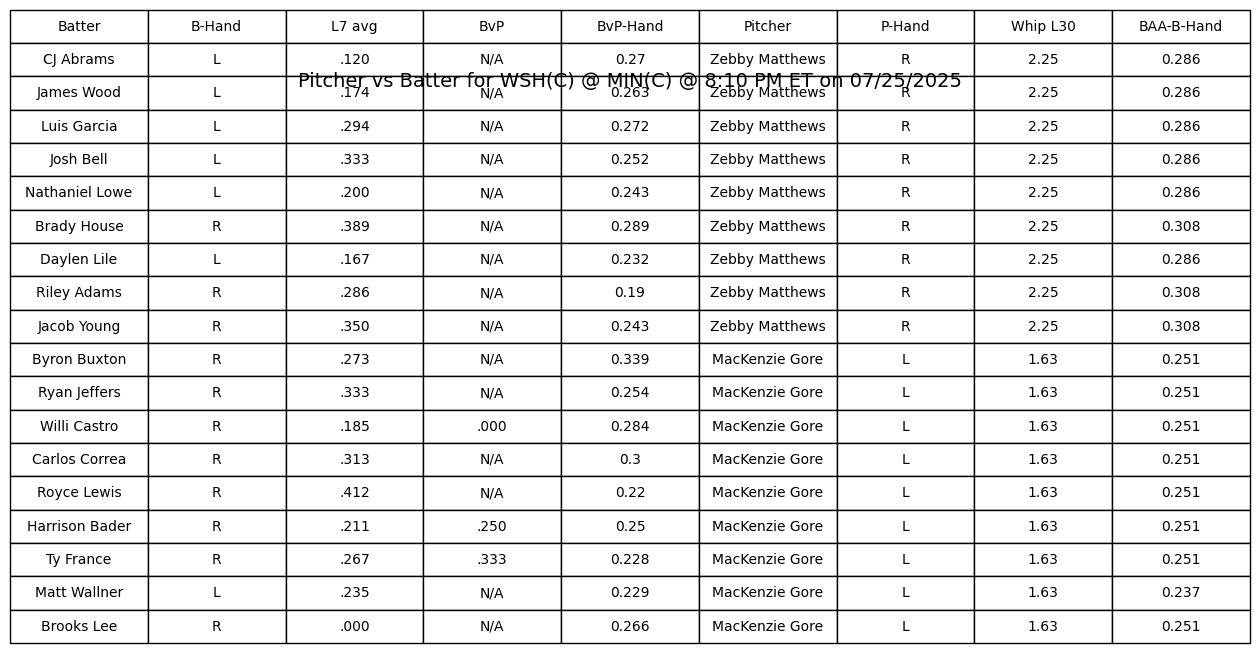 Batter B-Hand L7 avg BvP BvP-Hand Pitcher P-Hand Whip L30 BAA-B-Hand
CJ Abrams L .120 N/A 0.27 Zebby Matthews R 2.25 0.286
Pitcher vs Batter for WSH(C) @ MIN(C) @ 8:10 PM ET on 07/25/2025
James Wood L .174 N/A 0.263 Zebby Matthews R 2.25 0.286
Luis Garcia L .294 N/A 0.272 Zebby Matthews R 2.25 0.286
Josh Bell L .333 N/A 0.252 Zebby Matthews R 2.25 0.286
Nathaniel Lowe L .200 N/A 0.243 Zebby Matthews R 2.25 0.286
Brady House R .389 N/A 0.289 Zebby Matthews R 2.25 0.308
Daylen Lile L .167 N/A 0.232 Zebby Matthews R 2.25 0.286
Riley Adams R .286 N/A 0.19 Zebby Matthews R 2.25 0.308
Jacob Young R .350 N/A 0.243 Zebby Matthews R 2.25 0.308
Byron Buxton R .273 N/A 0.339 MacKenzie Gore L 1.63 0.251
Ryan Jeffers R .333 N/A 0.254 MacKenzie Gore L 1.63 0.251
Willi Castro R .185 .000 0.284 MacKenzie Gore L 1.63 0.251
Carlos Correa R .313 N/A 0.3 MacKenzie Gore L 1.63 0.251
Royce Lewis R .412 N/A 0.22 MacKenzie Gore L 1.63 0.251
Harrison Bader R .211 .250 0.25 MacKenzie Gore L 1.63 0.251
Ty France R .267 .333 0.228 MacKenzie Gore L 1.63 0.251
Matt Wallner L .235 N/A 0.229 MacKenzie Gore L 1.63 0.237
Brooks Lee R .000 N/A 0.266 MacKenzie Gore L 1.63 0.251